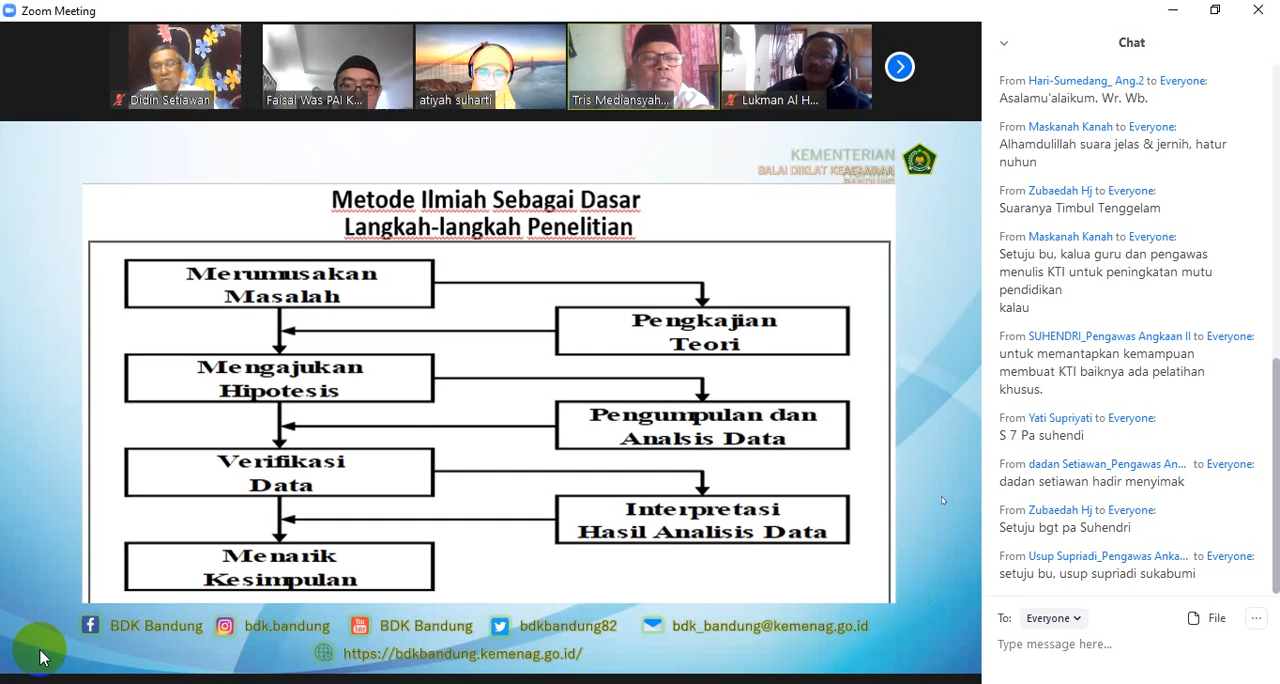 Zoom Meeting
Didin Setiawan
Faisal Was PAI K...
atiyah suharti
Tris Mediansyah...
Lukman Al H...
KEMENTERIAN
BALAI DIKLAT KEAGAMAAN
BANDUNG
Metode Ilmiah Sebagai Dasar
Langkah-langkah Penelitian
Merumusakan
Masalah
Pengkajian
Teori
Mengajukan
Hipotesis
Pengumpulan dan
Analsis Data
Verifikasi
Data
Interpretasi
Hasil Analisis Data
Menarik
Kesimpulan
BDK Bandung
bdk.bandung
BDK Bandung
bdkbandung82
bdk_bandung@kemenag.go.id
https://bdkbandung.kemenag.go.id/
Chat
From Hari-Sumedang_ Ang.2 to Everyone:
Asalamu'alaikum. Wr. Wb.
From Maskanah Kanah to Everyone:
Alhamdulillah suara jelas & jernih, hatur
nuhun
From Zubaedah Hj to Everyone:
Suaranya Timbul Tenggelam
From Maskanah Kanah to Everyone:
Setuju bu, kalua guru dan pengawas
menulis KTI untuk peningkatan mutu
pendidikan
kalau
From SUHENDRI_Pengawas Angkaan II to Everyone:
untuk memantapkan kemampuan
membuat KTI baiknya ada pelatihan
khusus.
From Yati Supriyati to Everyone:
S 7 Pa suhendi
From dadan Setiawan_Pengawas An... to Everyone:
dadan setiawan hadir menyimak
From Zubaedah Hj to Everyone:
Setuju bgt pa Suhendri
From Usup Supriadi_Pengawas Anka... to Everyone:
setuju bu, usup supriadi sukabumi
To: Everyone
File
Type message here...